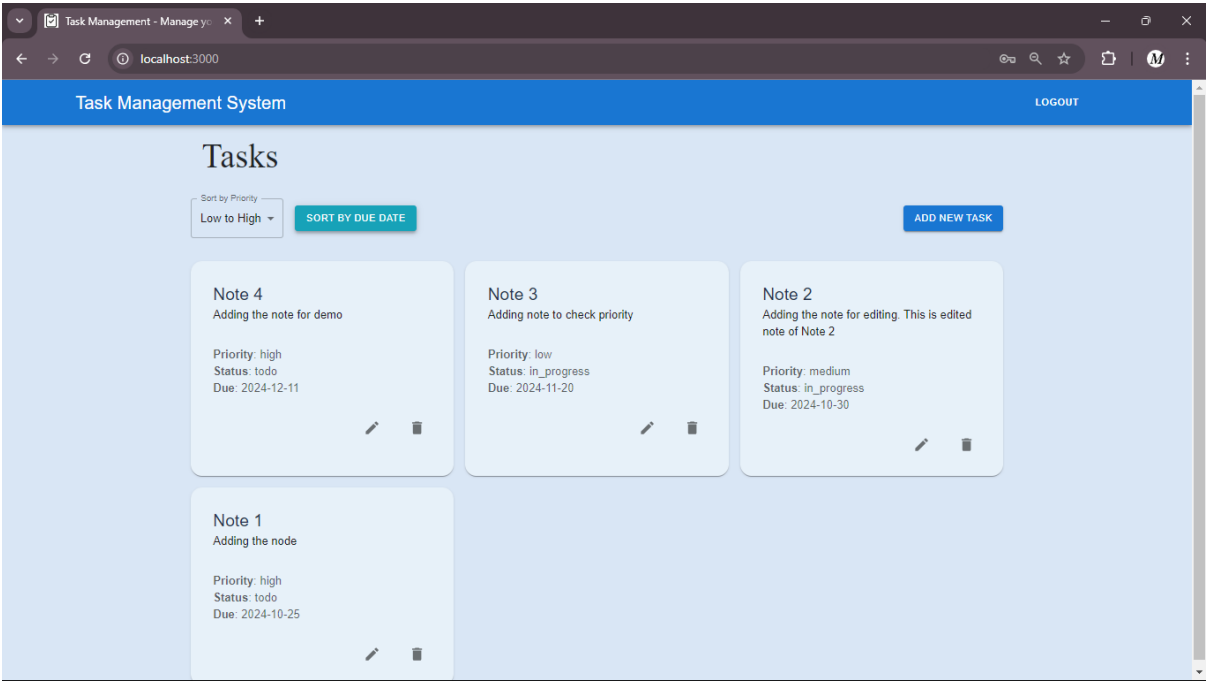 Task Management - Manage yo
localhost:3000
Task Management System
LOGOUT
Tasks
Sort by Priority
Low to High
SORT BY DUE DATE
ADD NEW TASK
Note 4
Adding the note for demo
Priority: high
Status: todo
Due: 2024-12-11
Note 3
Adding note to check priority
Priority: low
Status: in_progress
Due: 2024-11-20
Note 2
Adding the note for editing. This is edited
note of Note 2
Priority: medium
Status: in_progress
Due: 2024-10-30
Note 1
Adding the node
Priority: high
Status: todo
Due: 2024-10-25